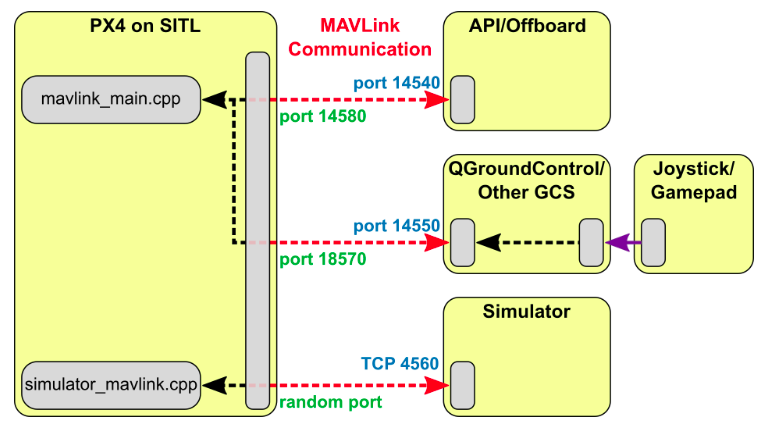 PX4 on SITL
MAVLink
Communication
API/Offboard
mavlink_main.cpp
port 14540
port 14580
QGroundControl/
Other GCS
Joystick/
Gamepad
port 14550
port 18570
Simulator
TCP 4560
simulator_mavlink.cpp
random port